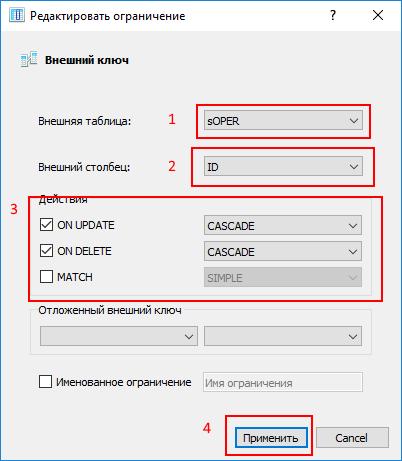 Редактировать ограничение
?
Внешний ключ
Внешняя таблица: 1 sOPER
Внешний столбец: 2 ID
3 Действия
ON UPDATE CASCADE
ON DELETE CASCADE
MATCH SIMPLE
Отложенный внешний ключ
Именованное ограничение Имя ограничения
4 Применить Cancel